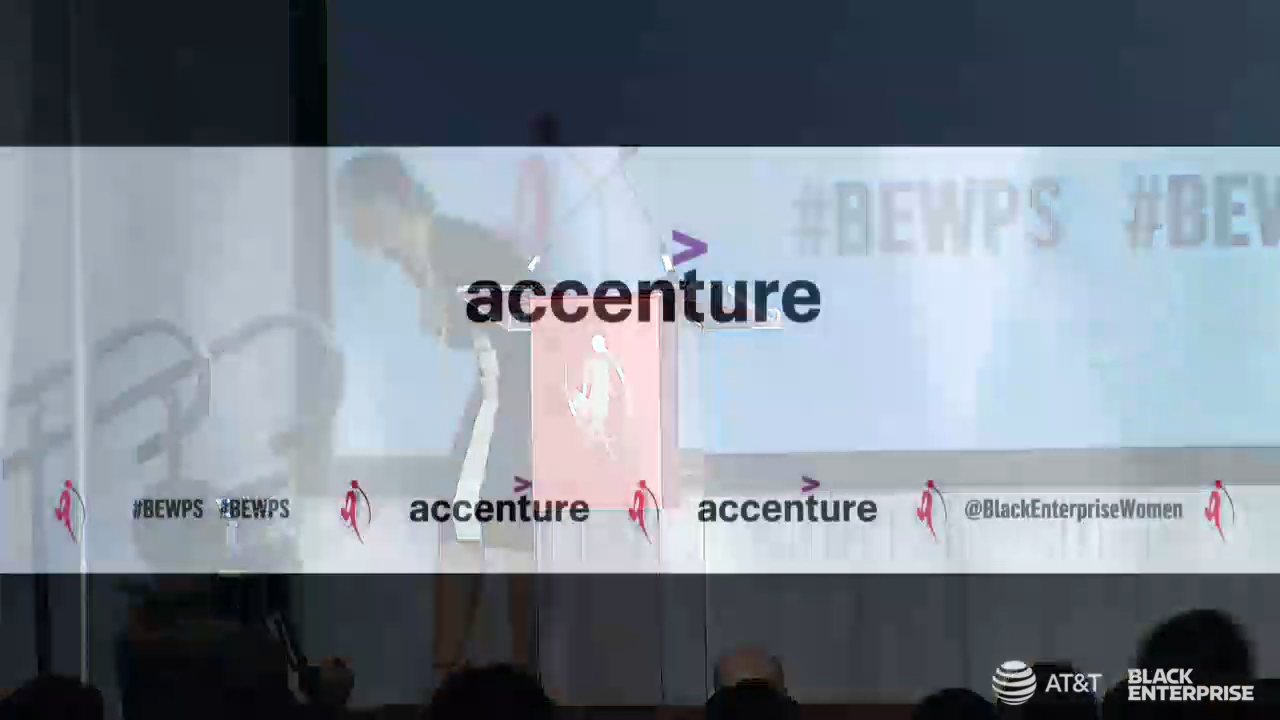 #BEWPS #BEW
accenture
#BEWPS #BEWPS accenture accenture @BlackEnterpriseWomen
AT&T BLACK ENTERPRISE